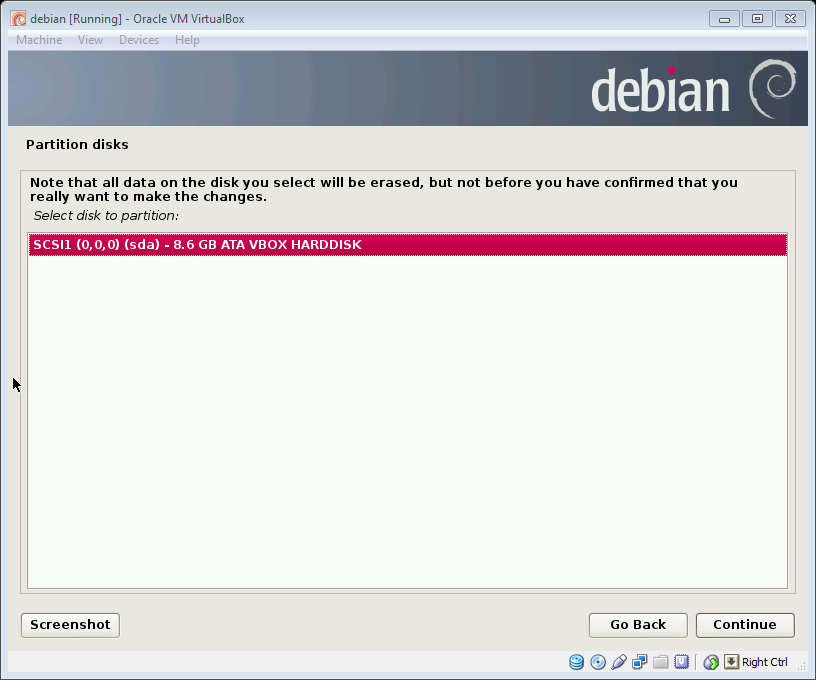 debian [Running] - Oracle VM VirtualBox
Machine View Devices Help
debian
Partition disks
Note that all data on the disk you select will be erased, but not before you have confirmed that you
really want to make the changes.
Select disk to partition:
SCSI1 (0,0,0) (sda) - 8.6 GB ATA VBOX HARDDISK
Screenshot Go Back Continue
Right Ctrl